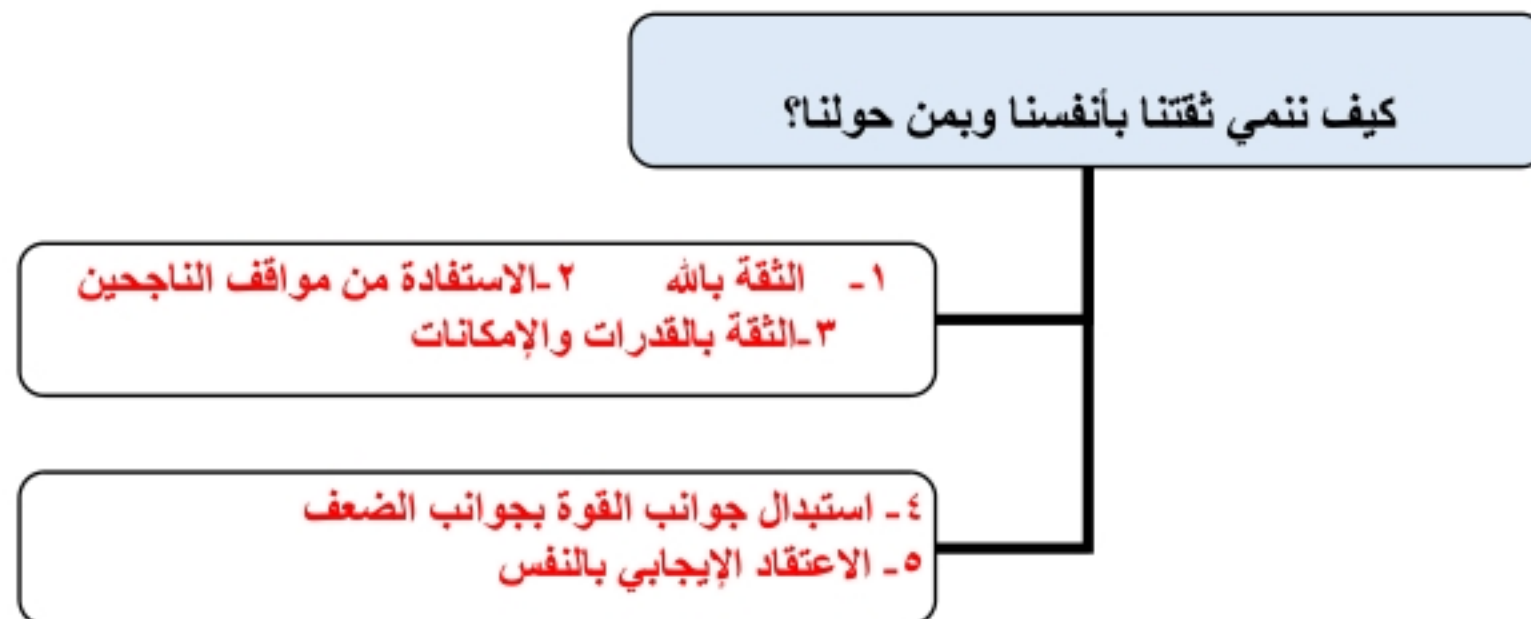 كيف ننمي ثقتنا بأنفسنا وبمن حولنا؟
١- الثقة بالله ٢-الاستفادة من مواقف الناجحين
٣-الثقة بالقدرات والإمكانات
٤- استبدال جوانب القوة بجوانب الضعف
٥- الاعتقاد الإيجابي بالنفس